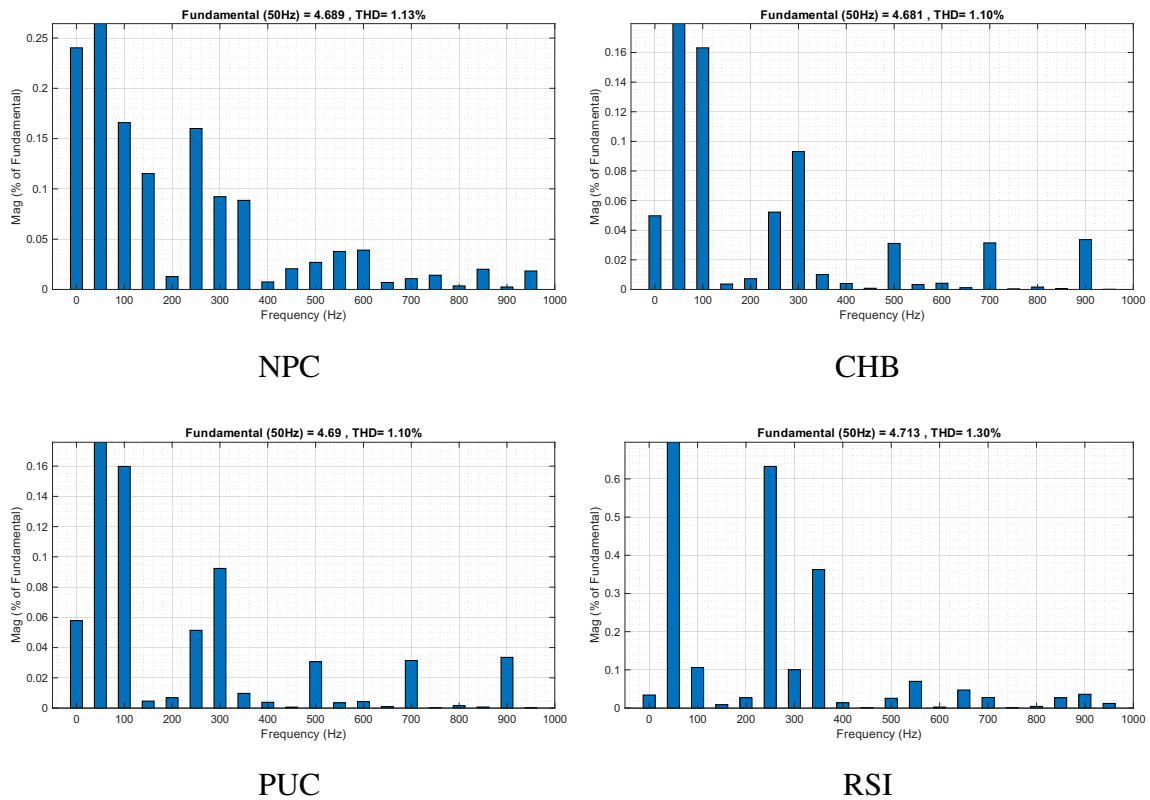 Fundamental (50Hz) = 4.689 , THD= 1.13%
0.25
0.2
0.15
0.1
0.05
0
Mag (% of Fundamental)
0 100 200 300 400 500 600 700 800 900 1000
Frequency (Hz)
NPC
Fundamental (50Hz) = 4.681 , THD= 1.10%
0.16
0.14
0.12
0.1
0.08
0.06
0.04
0.02
0
Mag (% of Fundamental)
0 100 200 300 400 500 600 700 800 900 1000
Frequency (Hz)
CHB
Fundamental (50Hz) = 4.69 , THD= 1.10%
0.16
0.14
0.12
0.1
0.08
0.06
0.04
0.02
0
Mag (% of Fundamental)
0 100 200 300 400 500 600 700 800 900 1000
Frequency (Hz)
PUC
Fundamental (50Hz) = 4.713 , THD= 1.30%
0.6
0.5
0.4
0.3
0.2
0.1
0
Mag (% of Fundamental)
0 100 200 300 400 500 600 700 800 900 1000
Frequency (Hz)
RSI